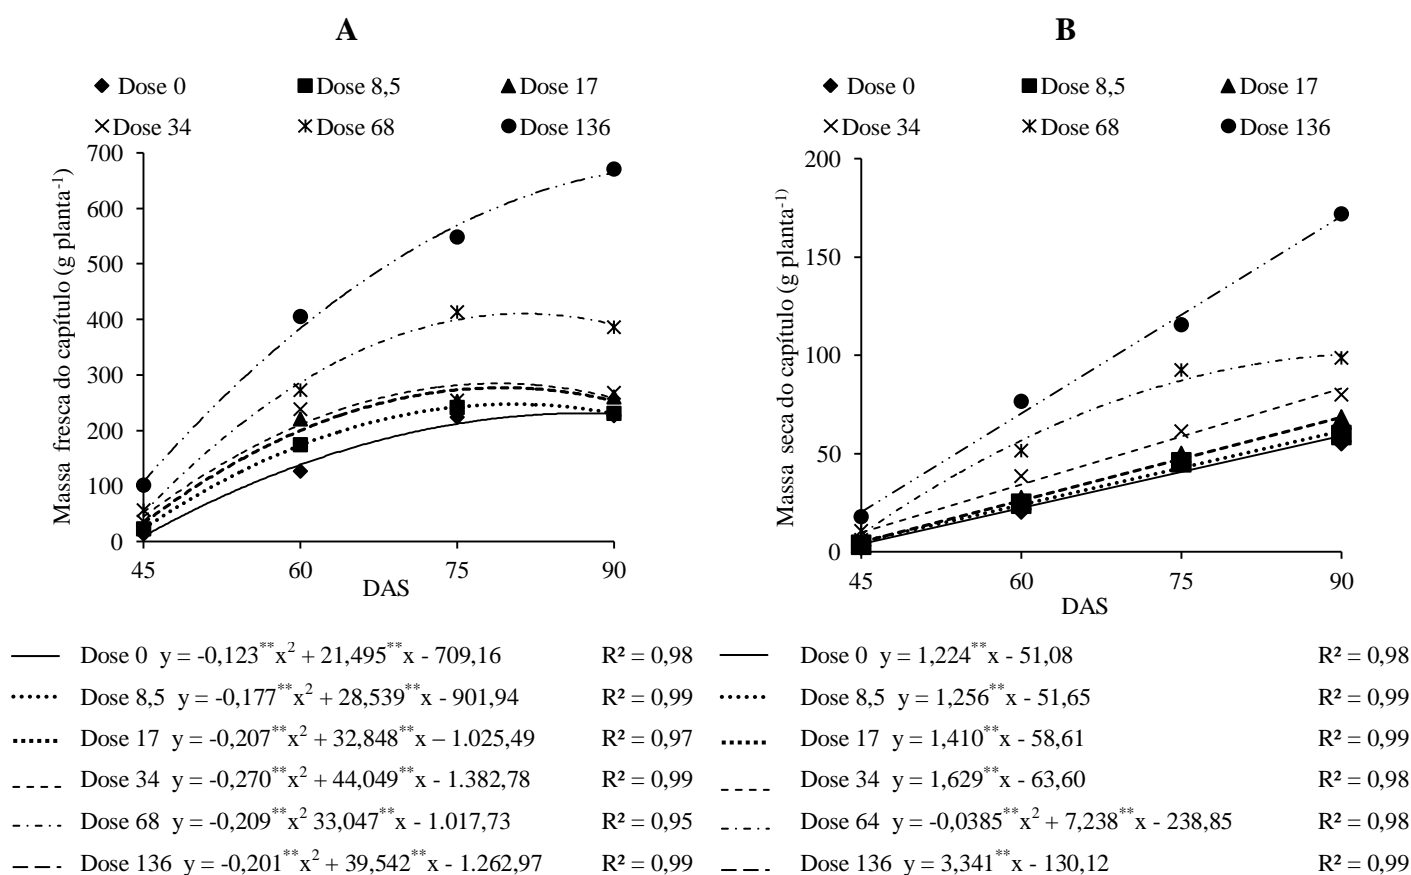 A
Dose 0 Dose 8,5 Dose 17
Dose 34 Dose 68 Dose 136
Massa fresca do capítulo (g planta⁻¹)
700
600
500
400
300
200
100
0
45 60 75 90
DAS
Dose 0 y = -0,123**x² + 21,495**x - 709,16 R² = 0,98
Dose 8,5 y = -0,177**x² + 28,539**x - 901,94 R² = 0,99
Dose 17 y = -0,207**x² + 32,848**x – 1.025,49 R² = 0,97
Dose 34 y = -0,270**x² + 44,049**x - 1.382,78 R² = 0,99
Dose 68 y = -0,209**x² 33,047**x - 1.017,73 R² = 0,95
Dose 136 y = -0,201**x² + 39,542**x - 1.262,97 R² = 0,99
B
Dose 0 Dose 8,5 Dose 17
Dose 34 Dose 68 Dose 136
Massa seca do capítulo (g planta⁻¹)
200
150
100
50
0
45 60 75 90
DAS
Dose 0 y = 1,224**x - 51,08 R² = 0,98
Dose 8,5 y = 1,256**x - 51,65 R² = 0,99
Dose 17 y = 1,410**x - 58,61 R² = 0,99
Dose 34 y = 1,629**x - 63,60 R² = 0,98
Dose 64 y = -0,0385**x² + 7,238**x - 238,85 R² = 0,98
Dose 136 y = 3,341**x - 130,12 R² = 0,99